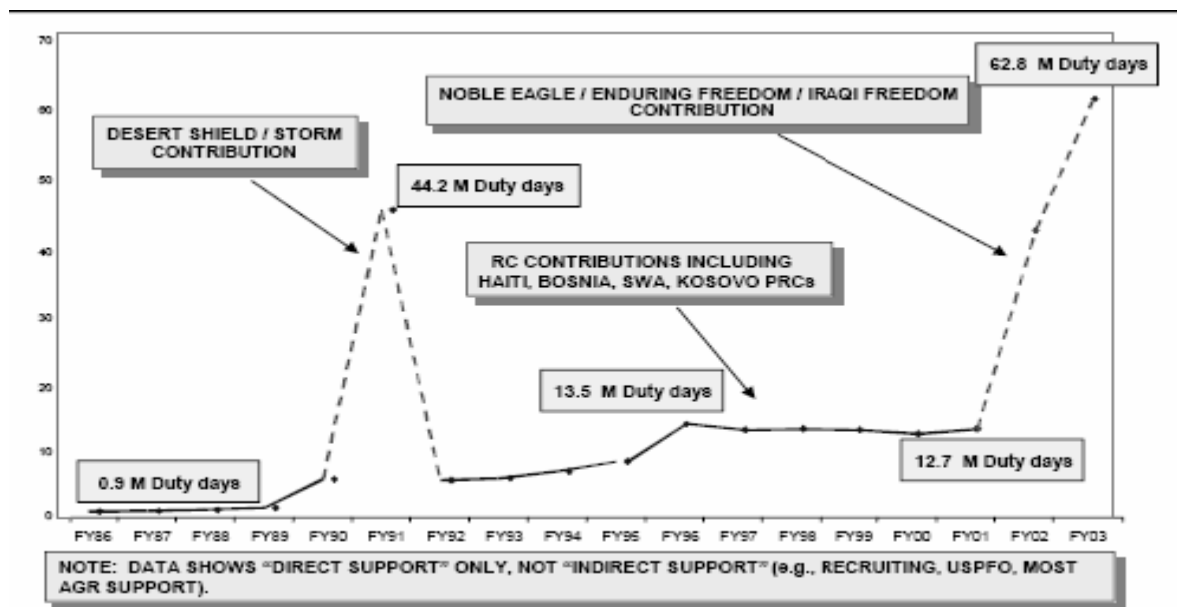 70
60
50
40
30
20
10
0
62.8 M Duty days
NOBLE EAGLE / ENDURING FREEDOM / IRAQI FREEDOM
CONTRIBUTION
DESERT SHIELD / STORM
CONTRIBUTION
44.2 M Duty days
RC CONTRIBUTIONS INCLUDING
HAITI, BOSNIA, SWA, KOSOVO PRCs
13.5 M Duty days
12.7 M Duty days
0.9 M Duty days
FY86 FY87 FY88 FY89 FY90 FY91 FY92 FY93 FY94 FY95 FY96 FY97 FY98 FY99 FY00 FY01 FY02 FY03
NOTE: DATA SHOWS “DIRECT SUPPORT” ONLY, NOT “INDIRECT SUPPORT” (e.g., RECRUITING, USPFO, MOST
AGR SUPPORT).